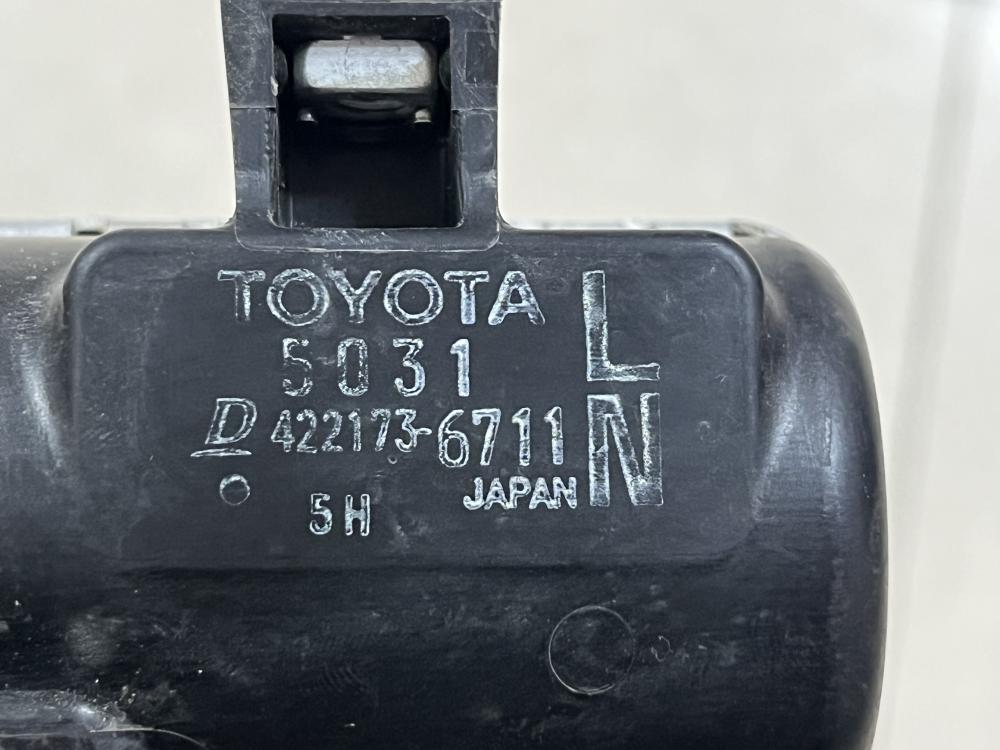 TOYOTA
L
5031
D 422173-6711
N
JAPAN
5H